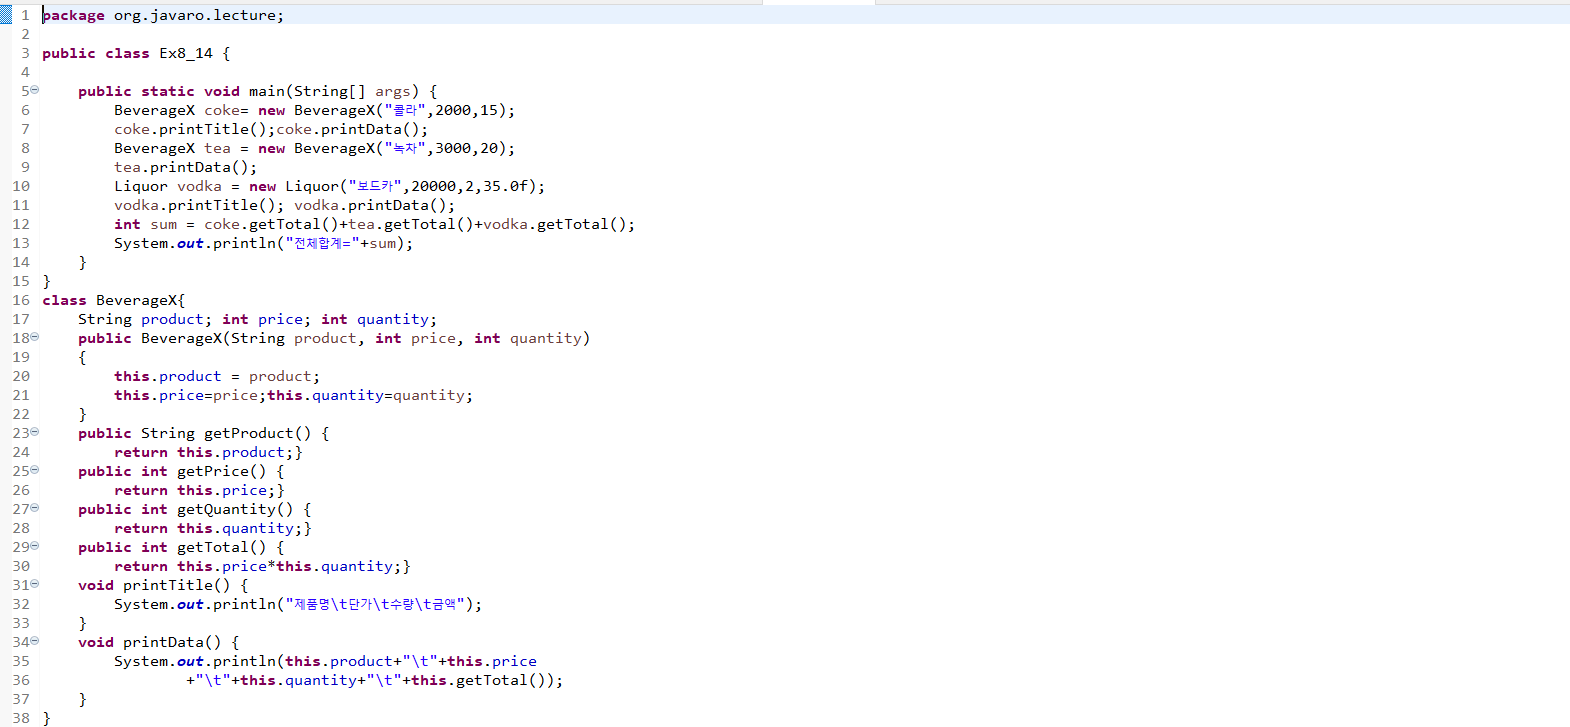 1 package org.javaro.lecture;
2
3 public class Ex8_14 {
4
5 public static void main(String[] args) {
6 BeverageX coke= new BeverageX("콜라",2000,15);
7 coke.printTitle();coke.printData();
8 BeverageX tea = new BeverageX("녹차",3000,20);
9 tea.printData();
10 Liquor vodka = new Liquor("보드카",20000,2,35.0f);
11 vodka.printTitle(); vodka.printData();
12 int sum = coke.getTotal()+tea.getTotal()+vodka.getTotal();
13 System.out.println("전체합계="+sum);
14 }
15 }
16 class BeverageX{
17 String product; int price; int quantity;
18 public BeverageX(String product, int price, int quantity)
19 {
20 this.product = product;
21 this.price=price;this.quantity=quantity;
22 }
23 public String getProduct() {
24 return this.product;}
25 public int getPrice() {
26 return this.price;}
27 public int getQuantity() {
28 return this.quantity;}
29 public int getTotal() {
30 return this.price*this.quantity;}
31 void printTitle() {
32 System.out.println("제품명\t단가\t수량\t금액");
33 }
34 void printData() {
35 System.out.println(this.product+"\t"+this.price
36 +"\t"+this.quantity+"\t"+this.getTotal());
37 }
38 }